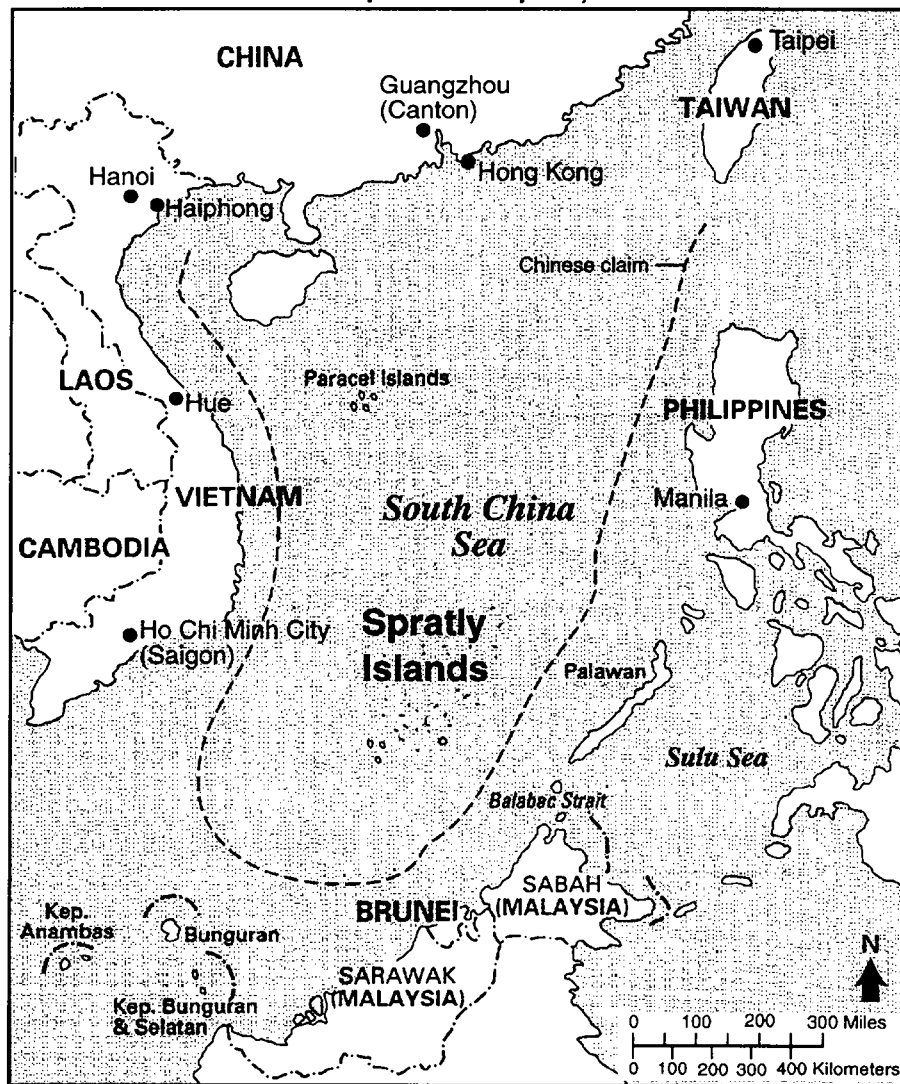 CHINA
Taipei
TAIWAN
Guangzhou
(Canton)
Hong Kong
Hanoi
Haiphong
Chinese claim
LAOS
Hue
Paracel Islands
PHILIPPINES
VIETNAM
South China
Sea
Manila
CAMBODIA
Ho Chi Minh City
(Saigon)
Spratly
Islands
Palawan
Sulu Sea
Balabac Strait
SABAH
(MALAYSIA)
BRUNEI
Kep.
Anambas
Bunguran
SARAWAK
(MALAYSIA)
Kep. Bunguran
& Selatan
N
0 100 200 300 Miles
0 100 200 300 400 Kilometers